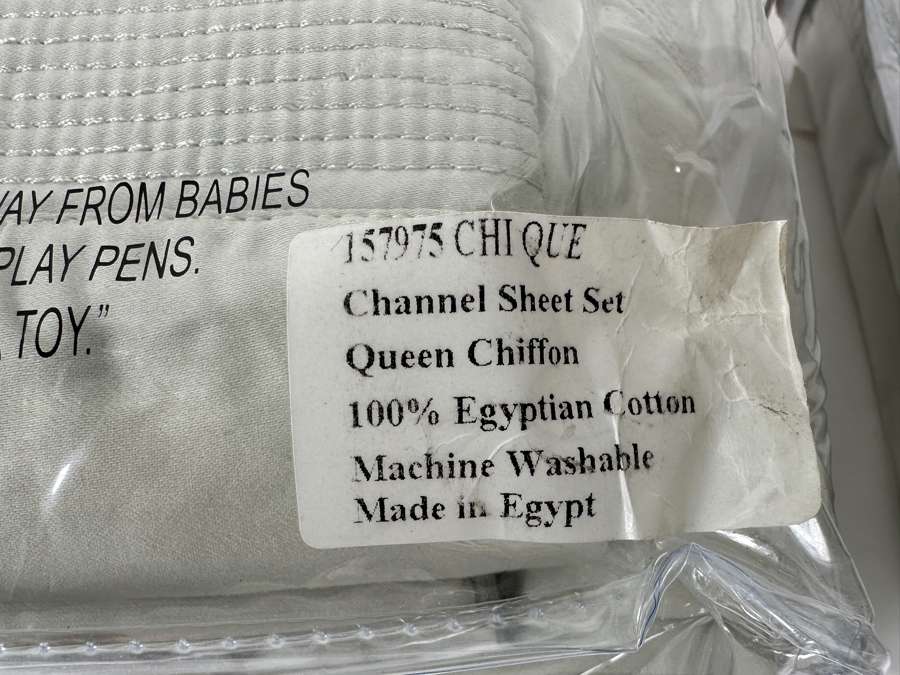 WAY FROM BABIES
PLAY PENS.
TOY.”
157975 CHI QUE
Channel Sheet Set
Queen Chiffon
100% Egyptian Cotton
Machine Washable
Made in Egypt